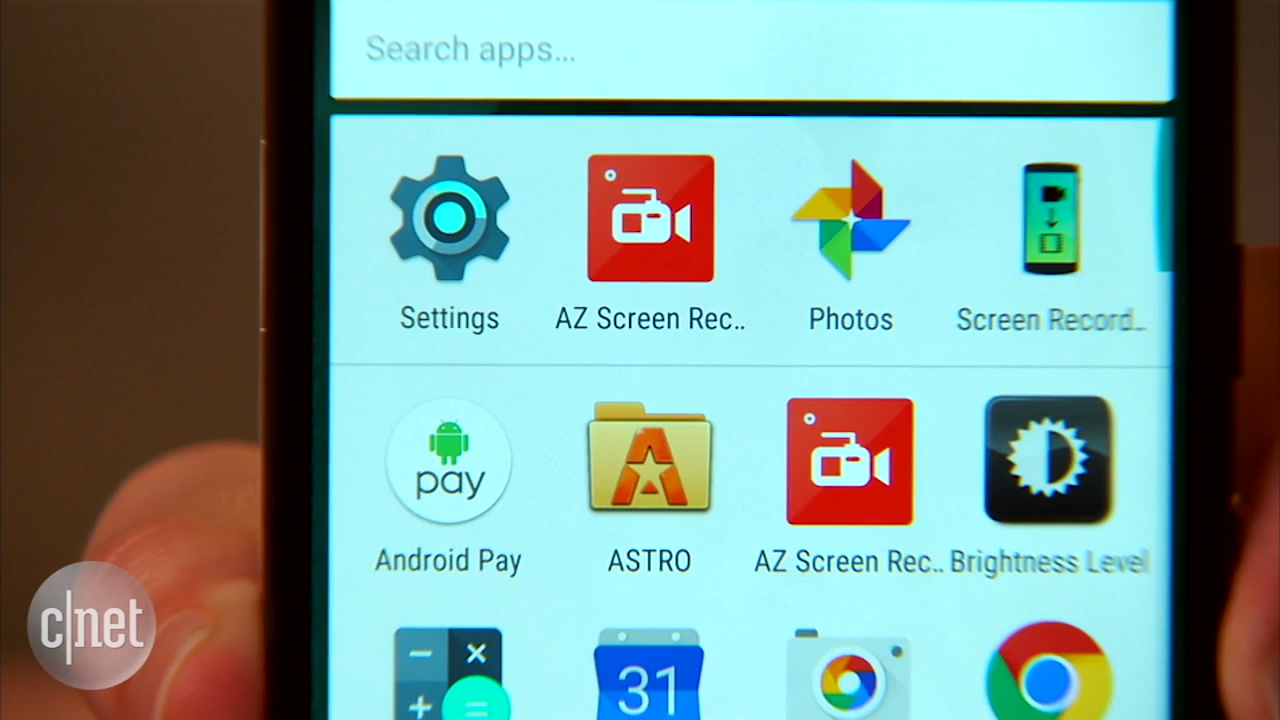 Search apps...
Settings
AZ Screen Rec..
Photos
Screen Record..
pay
Android Pay
ASTRO
AZ Screen Rec..
Brightness Level
31
c|net